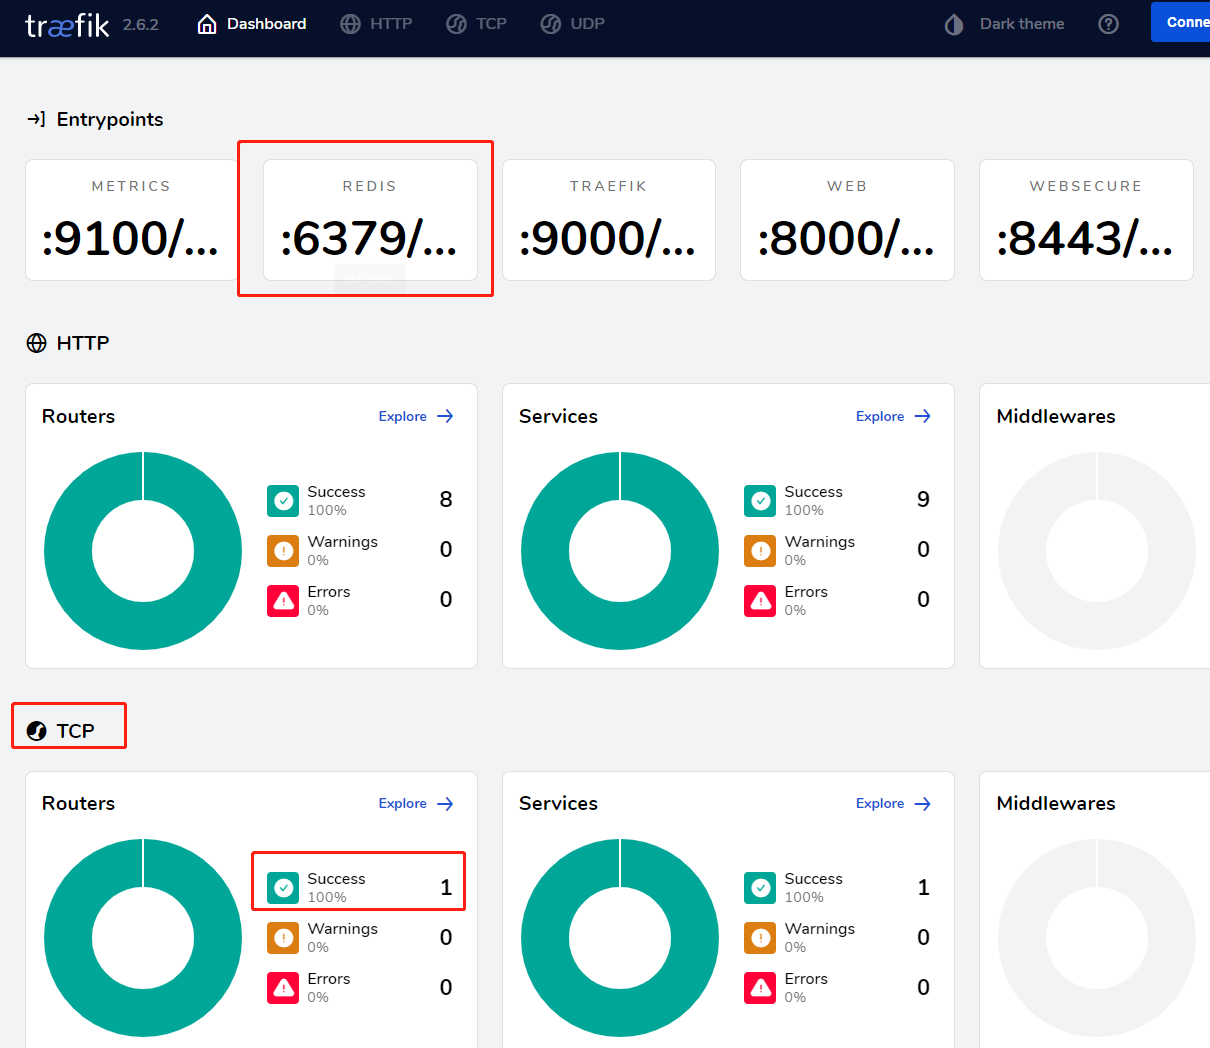 træfik 2.6.2 Dashboard HTTP TCP UDP Dark theme Conne
Entrypoints
METRICS REDIS TRAEFIK WEB WEBSECURE
:9100/... :6379/... :9000/... :8000/... :8443/...
HTTP
Routers Explore Services Explore Middlewares
Success 8 Success 9
100% 100%
Warnings 0 Warnings 0
0% 0%
Errors 0 Errors 0
0% 0%
TCP
Routers Explore Services Explore Middlewares
Success 1 Success 1
100% 100%
Warnings 0 Warnings 0
0% 0%
Errors 0 Errors 0
0% 0%